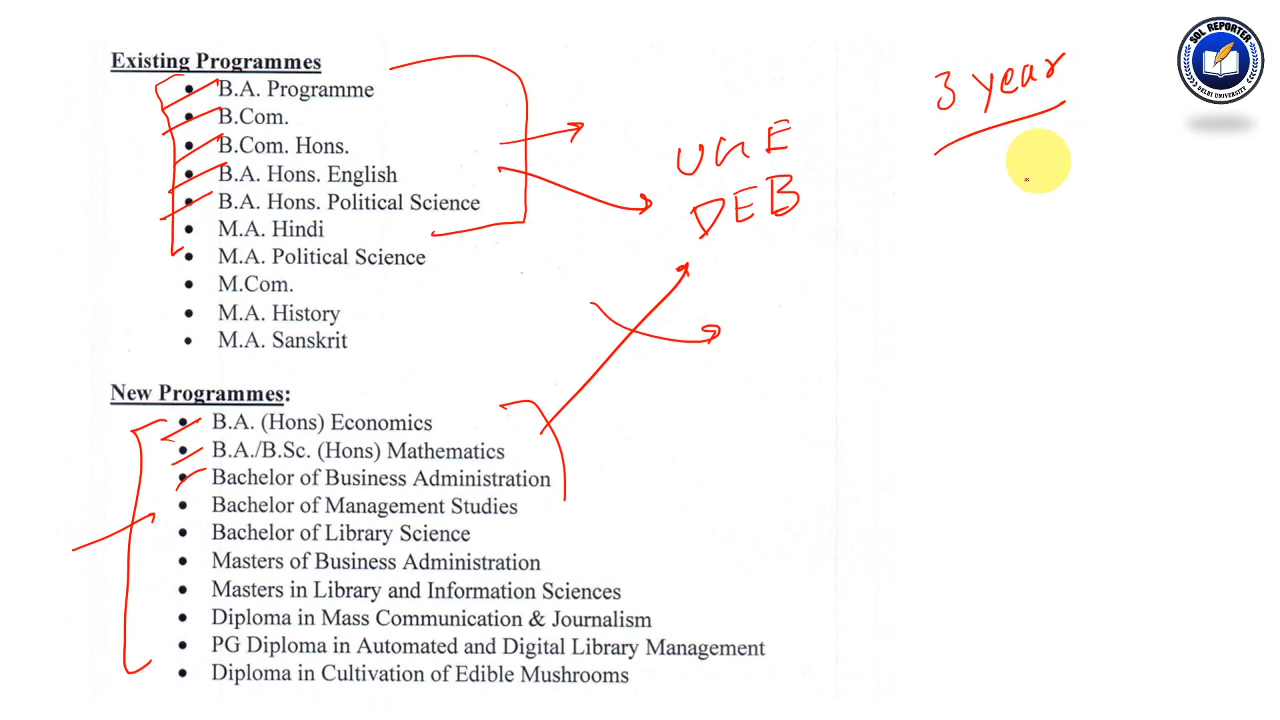 Existing Programmes
• B.A. Programme
• B.Com.
• B.Com. Hons.
• B.A. Hons. English
• B.A. Hons. Political Science
• M.A. Hindi
• M.A. Political Science
• M.Com.
• M.A. History
• M.A. Sanskrit
New Programmes:
• B.A. (Hons) Economics
• B.A./B.Sc. (Hons) Mathematics
• Bachelor of Business Administration
• Bachelor of Management Studies
• Bachelor of Library Science
• Masters of Business Administration
• Masters in Library and Information Sciences
• Diploma in Mass Communication & Journalism
• PG Diploma in Automated and Digital Library Management
• Diploma in Cultivation of Edible Mushrooms
DEB
3 year
SOL REPORTER
DELHI UNIVERSITY